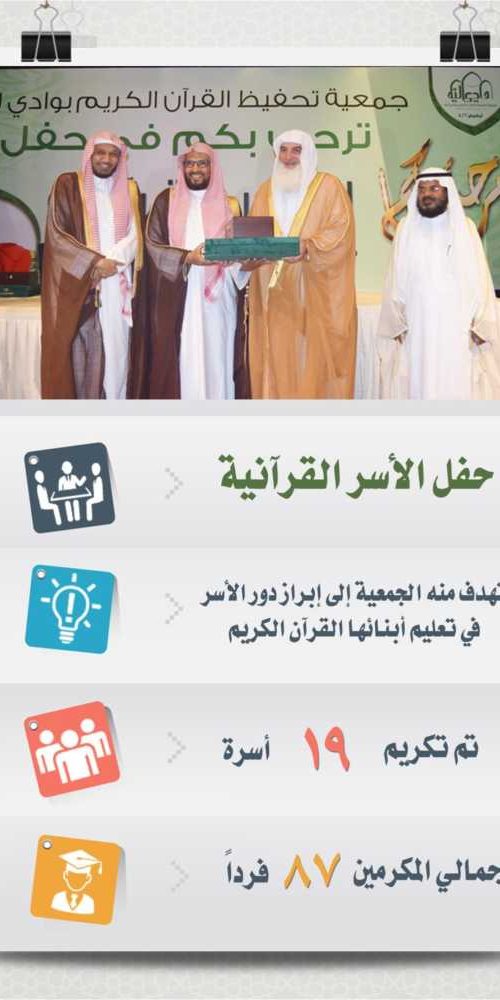 جمعية تحفيظ القرآن الكريم بوادي
ترحب بكم في حفل
حفل الأسر القرآنية
تهدف منه الجمعية إلى إبراز دور الأسر
في تعليم أبنائها القرآن الكريم
تم تكريم ١٩ أسرة
جمالي المكرمين ٨٧ فرداً